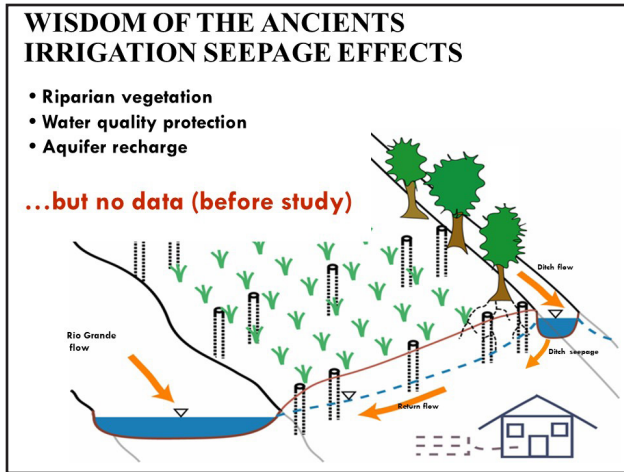 WISDOM OF THE ANCIENTS
IRRIGATION SEEPAGE EFFECTS
• Riparian vegetation
• Water quality protection
• Aquifer recharge
...but no data (before study)
Ditch flow
Rio Grande
flow
Ditch seepage
Return flow